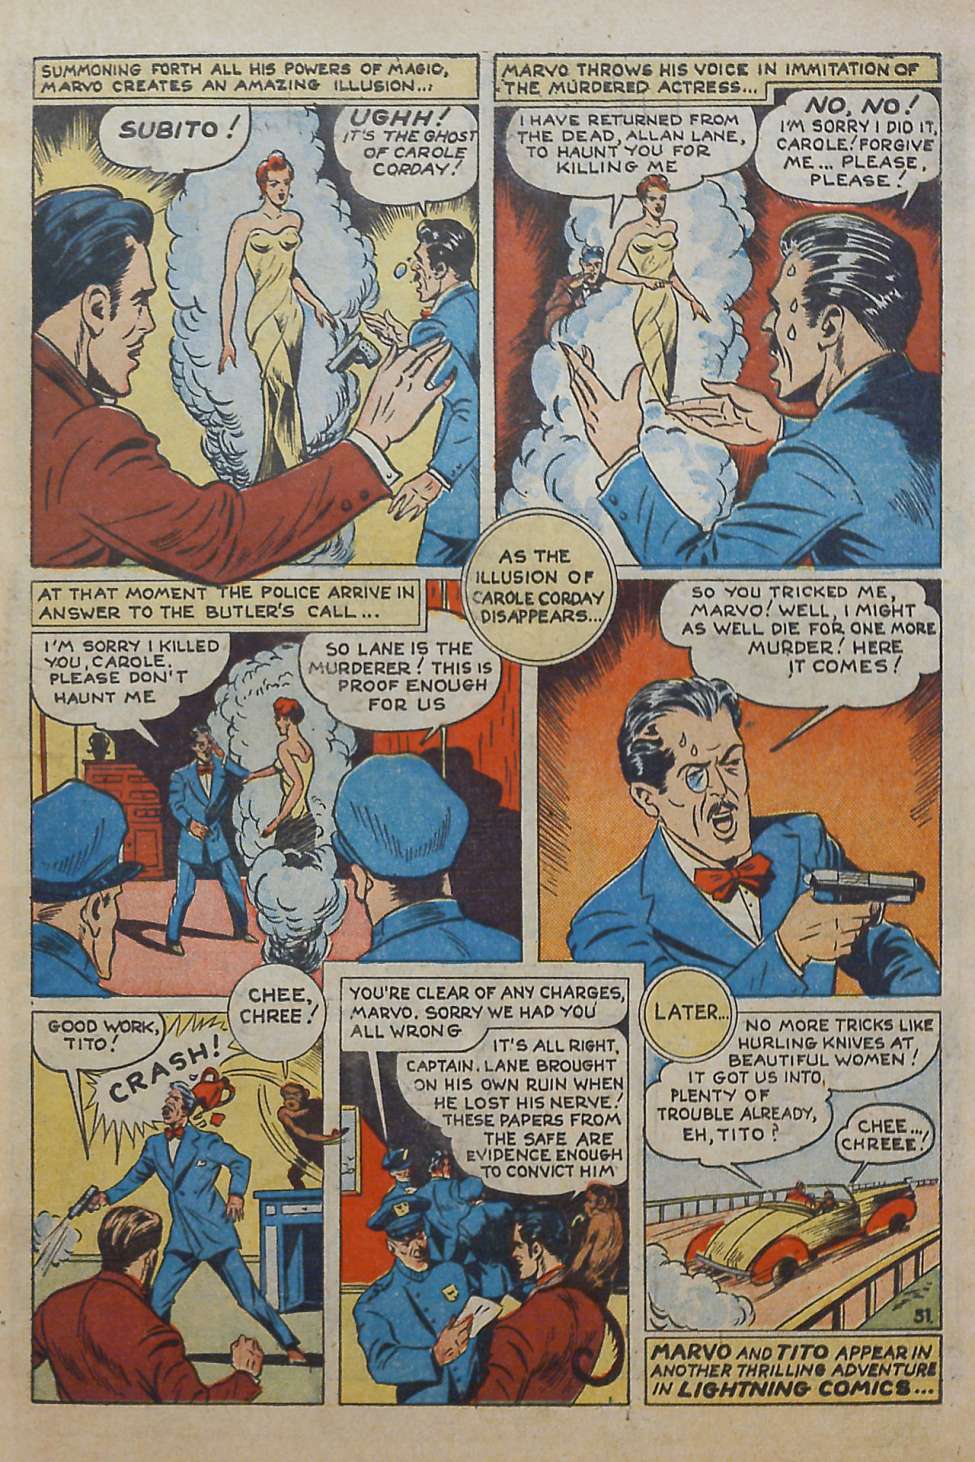 SUMMONING FORTH ALL HIS POWERS OF MAGIC,
MARVO CREATES AN AMAZING ILLUSION...
SUBITO!
UGHH!
IT'S THE GHOST
OF CAROLE
CORDAY!
MARVO THROWS HIS VOICE IN IMMITATION OF
THE MURDERED ACTRESS...
I HAVE RETURNED FROM
THE DEAD, ALLAN LANE,
TO HAUNT YOU FOR
KILLING ME
NO, NO!
I'M SORRY I DID IT,
CAROLE! FORGIVE
ME... PLEASE,
PLEASE!
AT THAT MOMENT THE POLICE ARRIVE IN
ANSWER TO THE BUTLER'S CALL...
I'M SORRY I KILLED
YOU, CAROLE.
PLEASE DON'T
HAUNT ME
SO LANE IS THE
MURDERER! THIS IS
PROOF ENOUGH
FOR US
AS THE
ILLUSION OF
CAROLE CORDAY
DISAPPEARS...
SO YOU TRICKED ME,
MARVO! WELL, I MIGHT
AS WELL DIE FOR ONE MORE
MURDER! HERE
IT COMES!
GOOD WORK,
TITO!
CRASH!
CHEE,
CHREE!
YOU'RE CLEAR OF ANY CHARGES,
MARVO. SORRY WE HAD YOU
ALL WRONG
IT'S ALL RIGHT,
CAPTAIN. LANE BROUGHT
ON HIS OWN RUIN WHEN
HE LOST HIS NERVE!
THESE PAPERS FROM
THE SAFE ARE
EVIDENCE ENOUGH
TO CONVICT HIM
LATER...
NO MORE TRICKS LIKE
HURLING KNIVES AT
BEAUTIFUL WOMEN!
IT GOT US INTO
PLENTY OF
TROUBLE ALREADY,
EH, TITO?
CHEE...
CHREEE!
51
MARVO AND TITO APPEAR IN
ANOTHER THRILLING ADVENTURE
IN LIGHTNING COMICS...